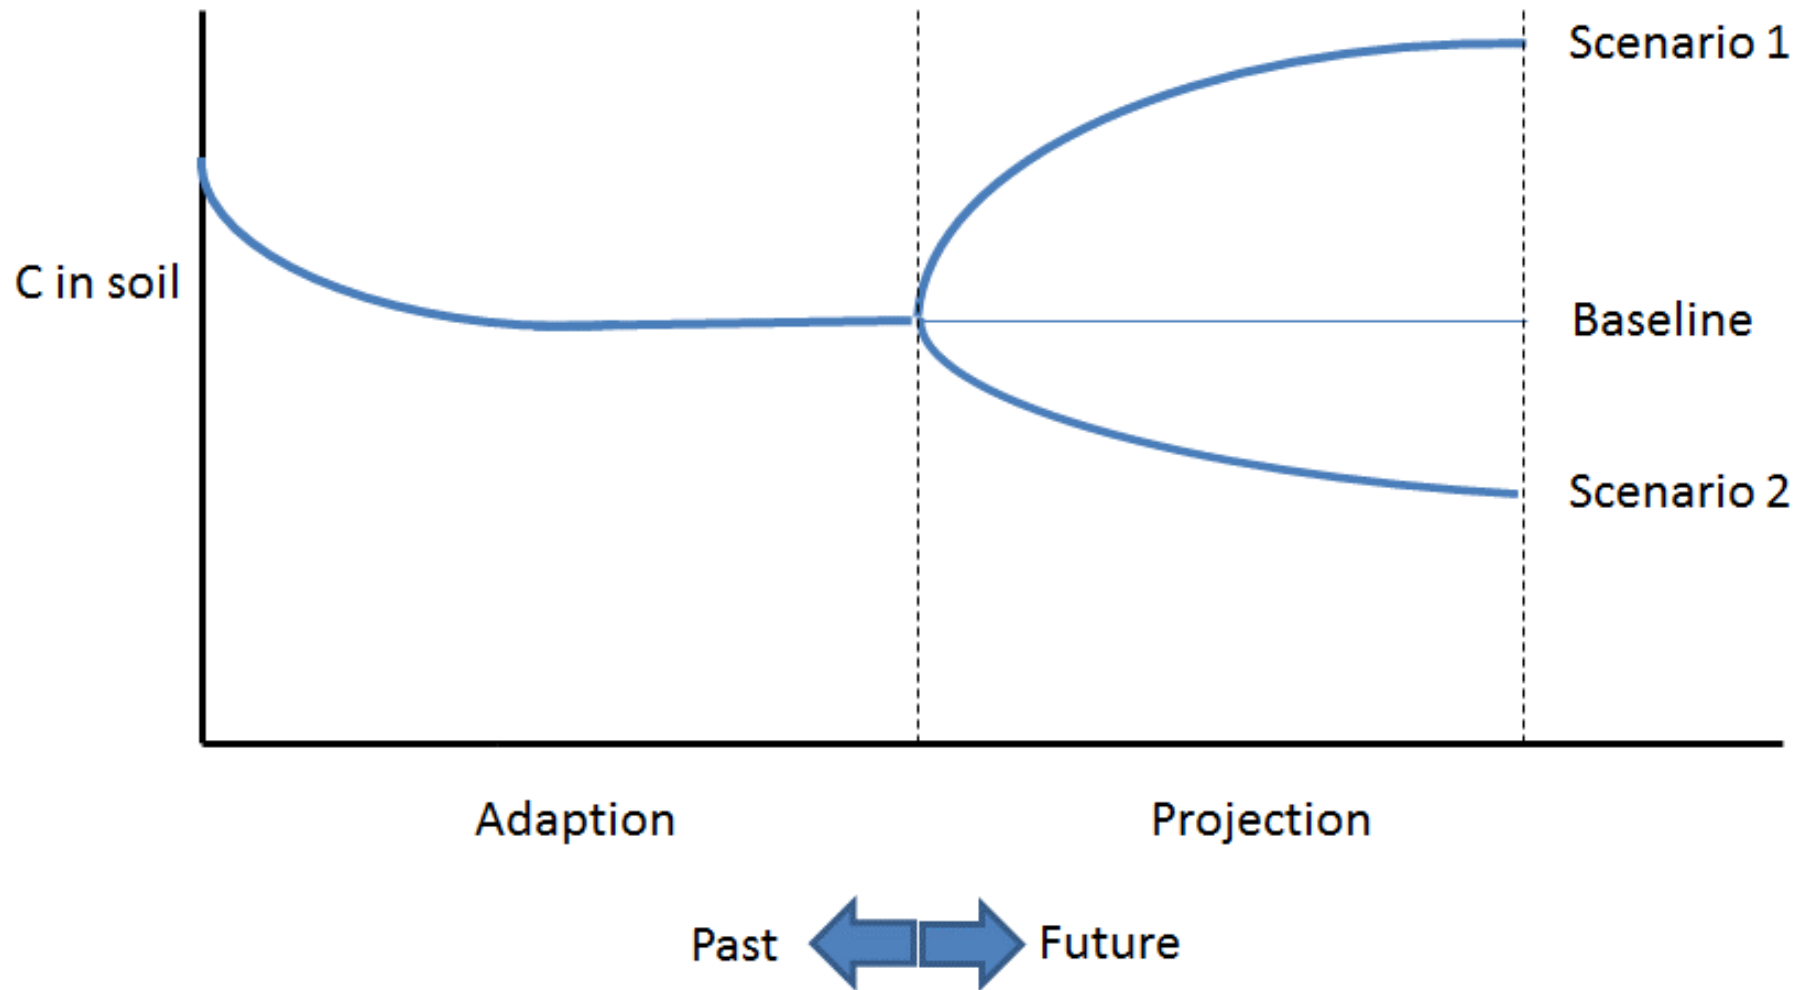 Scenario 1
C in soil
Baseline
Scenario 2
Adaption
Projection
Past
Future